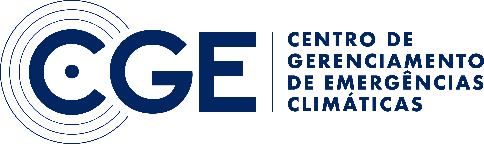 CGE
CENTRO DE
GERENCIAMENTO
DE EMERGÊNCIAS
CLIMÁTICAS